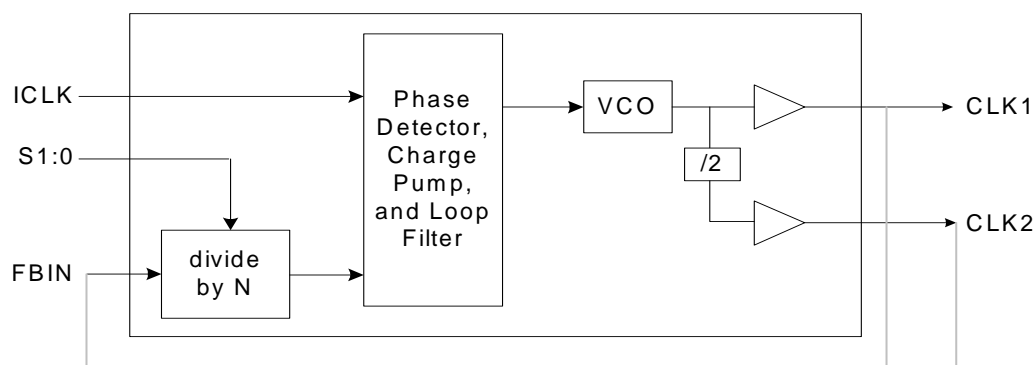 ICLK
S1:0
FBIN
divide
by N
Phase
Detector,
Charge
Pump,
and Loop
Filter
VCO
/2
CLK1
CLK2